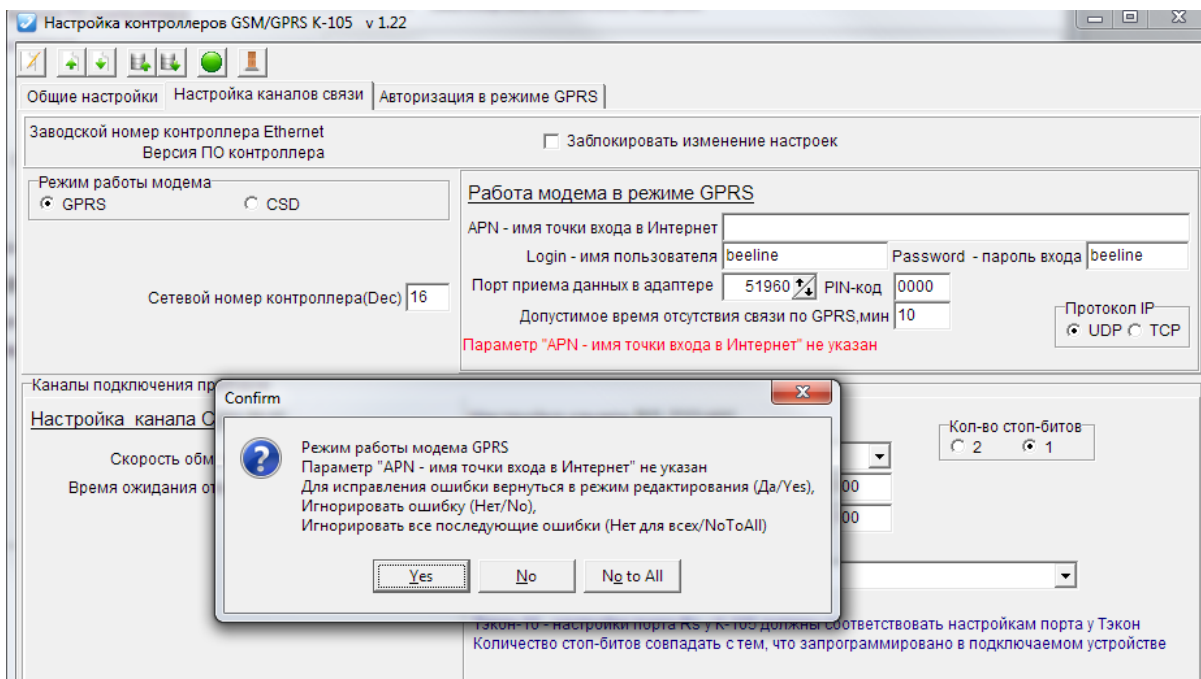 Настройка контроллеров GSM/GPRS К-105 v 1.22
Общие настройки Настройка каналов связи Авторизация в режиме GPRS
Заводской номер контроллера Ethernet
Версия ПО контроллера
Заблокировать изменение настроек
Режим работы модема
GPRS CSD
Сетевой номер контроллера(Dec) 16
Работа модема в режиме GPRS
APN - имя точки входа в Интернет
Login - имя пользователя beeline Password - пароль входа beeline
Порт приема данных в адаптере 51960 PIN-код 0000
Допустимое время отсутствия связи по GPRS,мин 10
Протокол IP
UDP TCP
Параметр "APN - имя точки входа в Интернет" не указан
Каналы подключения
Настройка канала
Скорость
Время ожидания
Кол-во стоп-битов
2 1
00
00
Confirm
Режим работы модема GPRS
Параметр "APN - имя точки входа в Интернет" не указан
Для исправления ошибки вернуться в режим редактирования (Да/Yes),
Игнорировать ошибку (Нет/No),
Игнорировать все последующие ошибки (Нет для всех/NoToAll)
Yes No No to All
Тэкон-10 - настройки порта Rs у К-105 должны соответствовать настройкам порта у Тэкон
Количество стоп-битов совпадать с тем, что запрограммировано в подключаемом устройстве